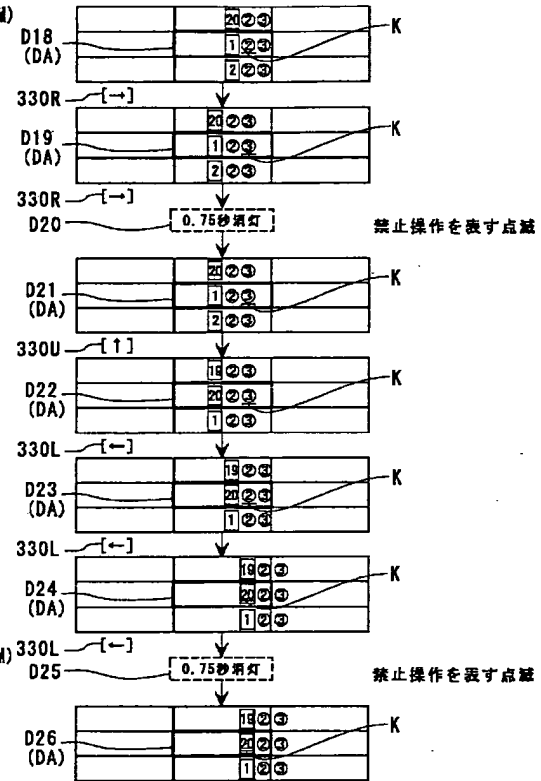 M)
20②③
D18
(DA)
1②③
K
2②③
330R [→]
20②③
D19
(DA)
1②③
K
2②③
330R [→]
D20
0.75秒消灯
禁止操作を表す点滅
20②③
D21
(DA)
1②③
K
2②③
330U [↑]
19②③
D22
(DA)
20②③
K
1②③
330L [←]
19②③
D23
(DA)
20②③
K
1②③
330L [←]
19②③
D24
(DA)
20②③
K
1②③
M)
330L [←]
D25
0.75秒消灯
禁止操作を表す点滅
19②③
D26
(DA)
20②③
K
1②③